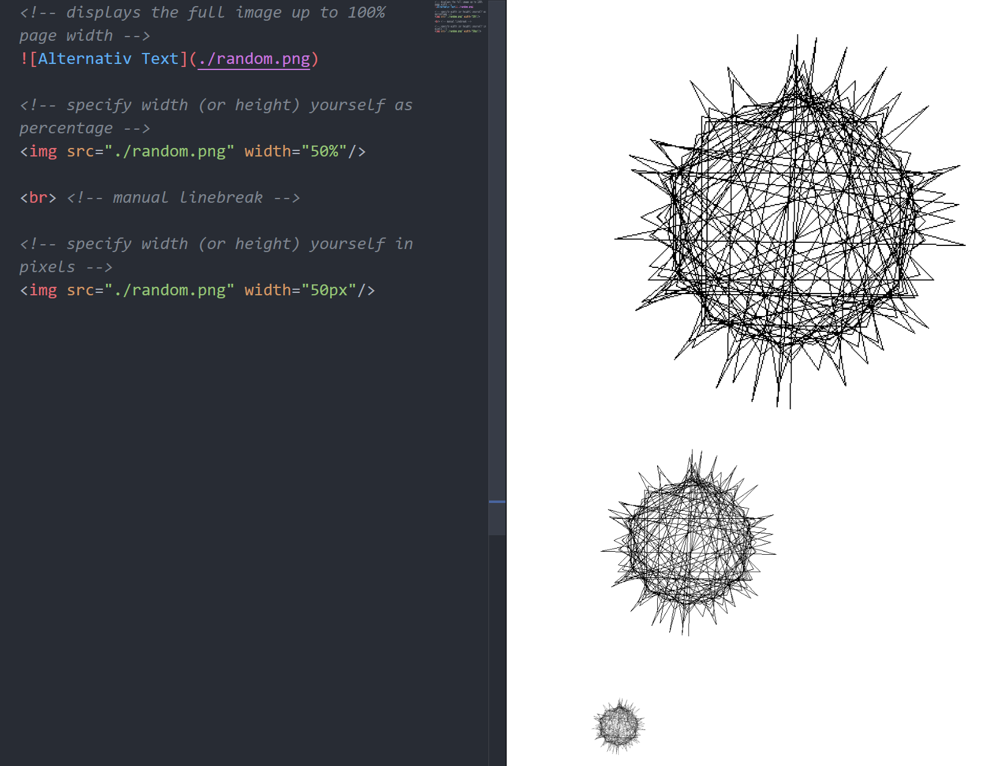 <!-- displays the full image up to 100%
page width -->
![Alternativ Text](./random.png)
<!-- specify width (or height) yourself as
percentage -->
<img src="./random.png" width="50%"/>
<br> <!-- manual linebreak -->
<!-- specify width (or height) yourself in
pixels -->
<img src="./random.png" width="50px"/>